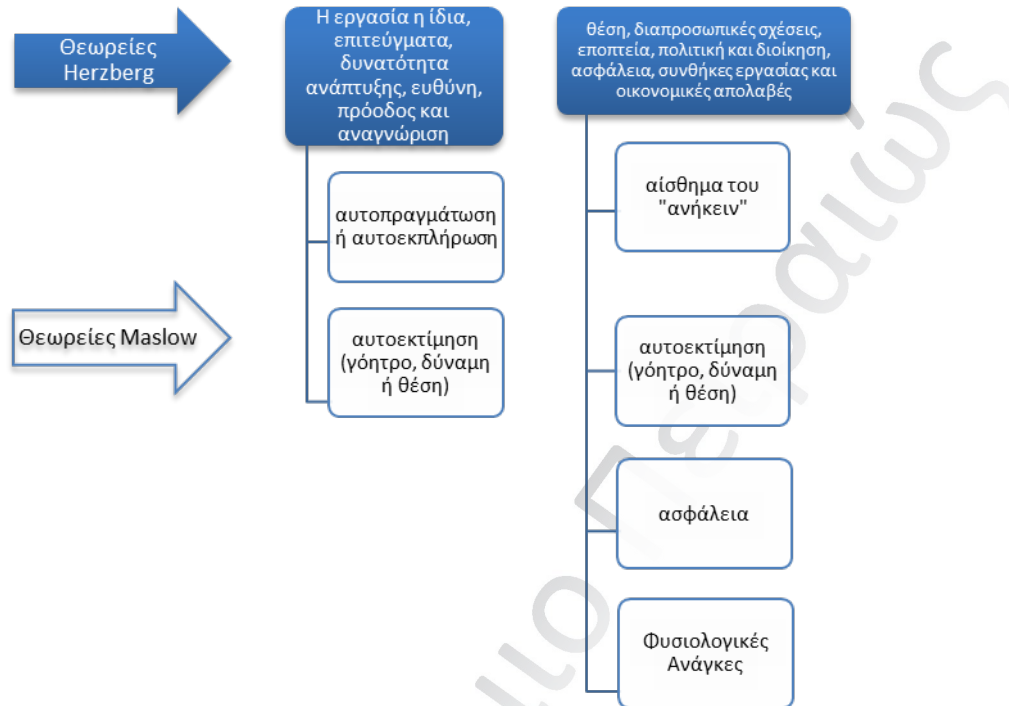 Θεωρείες
Herzberg
Η εργασία η ίδια,
επιτεύγματα,
δυνατότητα
ανάπτυξης, ευθύνη,
πρόοδος και
αναγνώριση
θέση, διαπροσωπικές σχέσεις,
εποπτεία, πολιτική και διοίκηση,
ασφάλεια, συνθήκες εργασίας και
οικονομικές απολαβές
αυτοπραγμάτωση
ή αυτοεκπλήρωση
αίσθημα του
"ανήκειν"
Θεωρείες Maslow
αυτοεκτίμηση
(γόητρο, δύναμη
ή θέση)
αυτοεκτίμηση
(γόητρο, δύναμη
ή θέση)
ασφάλεια
Φυσιολογικές
Ανάγκες